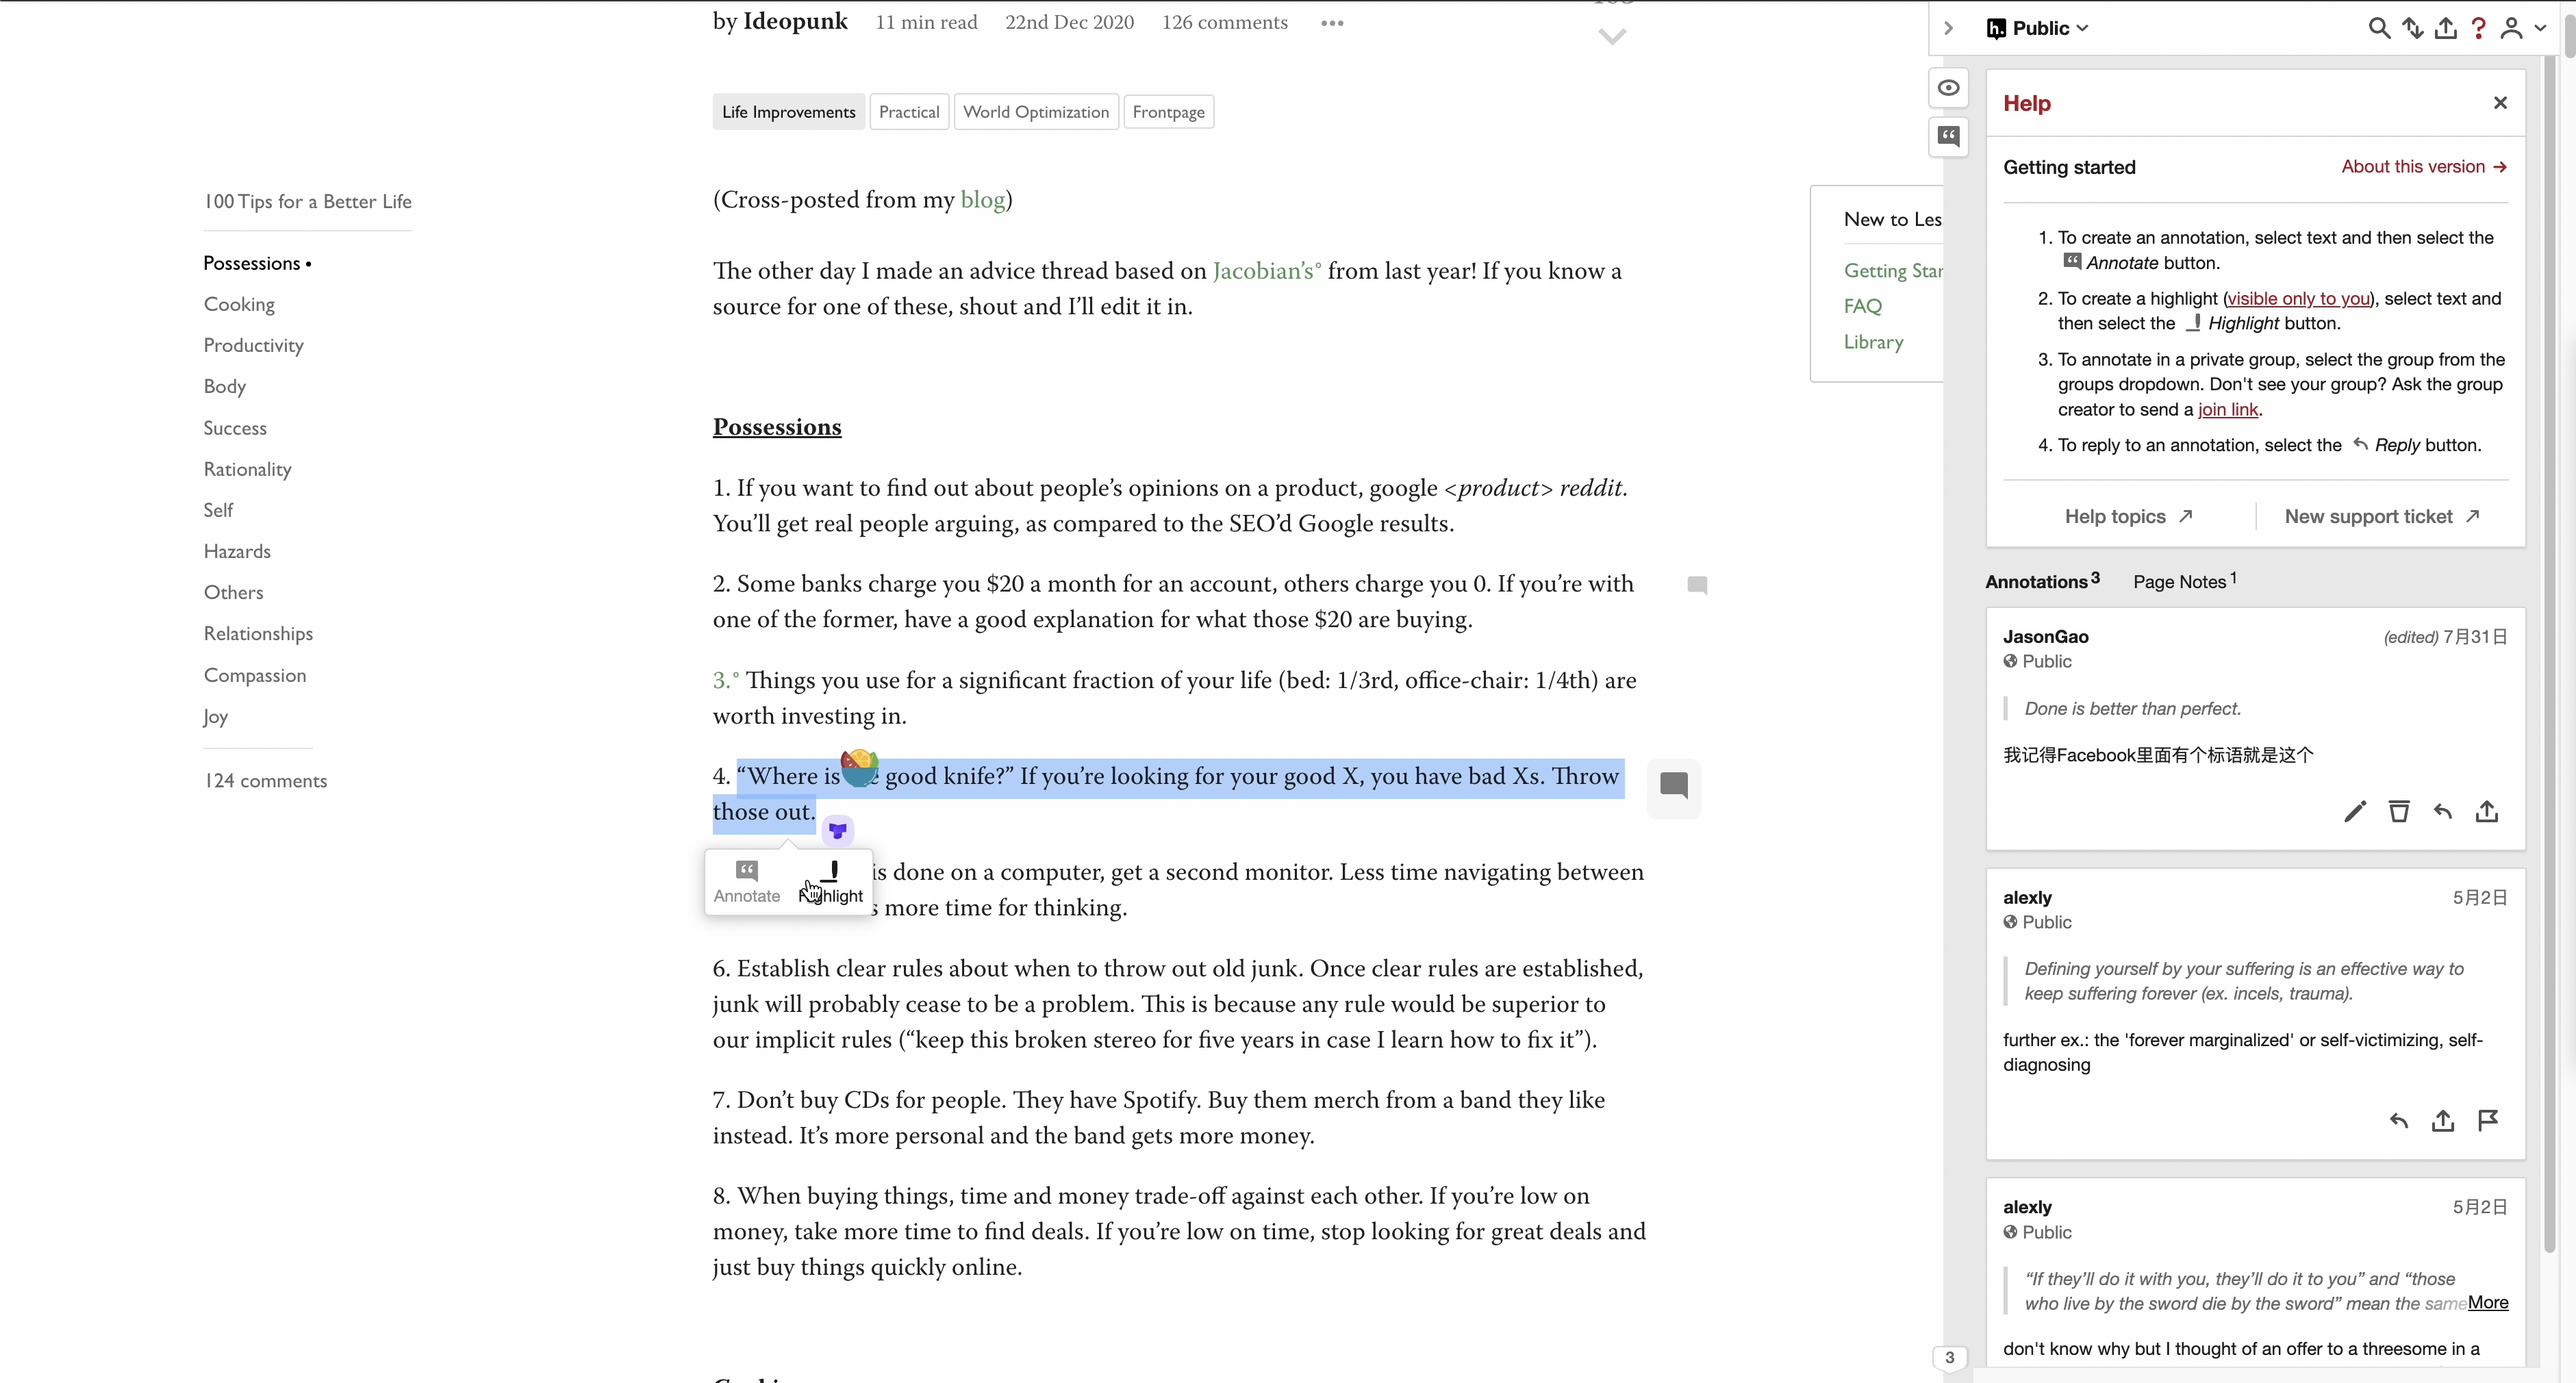 by Ideopunk 11 min read 22nd Dec 2020 126 comments
Life Improvements Practical World Optimization Frontpage
100 Tips for a Better Life
Possessions •
Cooking
Productivity
Body
Success
Rationality
Self
Hazards
Others
Relationships
Compassion
Joy
124 comments
(Cross-posted from my blog)
The other day I made an advice thread based on Jacobian's° from last year! If you know a
source for one of these, shout and I'll edit it in.
Possessions
1. If you want to find out about people's opinions on a product, google <product> reddit.
You'll get real people arguing, as compared to the SEO'd Google results.
2. Some banks charge you $20 a month for an account, others charge you 0. If you're with
one of the former, have a good explanation for what those $20 are buying.
3.° Things you use for a significant fraction of your life (bed: 1/3rd, office-chair: 1/4th) are
worth investing in.
4. “Where is good knife?” If you're looking for your good X, you have bad Xs. Throw
those out.
Annotate Highlight
is done on a computer, get a second monitor. Less time navigating between
more time for thinking.
6. Establish clear rules about when to throw out old junk. Once clear rules are established,
junk will probably cease to be a problem. This is because any rule would be superior to
our implicit rules (“keep this broken stereo for five years in case I learn how to fix it”).
7. Don't buy CDs for people. They have Spotify. Buy them merch from a band they like
instead. It's more personal and the band gets more money.
8. When buying things, time and money trade-off against each other. If you're low on
money, take more time to find deals. If you're low on time, stop looking for great deals and
just buy things quickly online.
New to Les
Getting Star
FAQ
Library
h. Public
Help
Getting started About this version →
1. To create an annotation, select text and then select the
Annotate button.
2. To create a highlight (visible only to you), select text and
then select the Highlight button.
3. To annotate in a private group, select the group from the
groups dropdown. Don't see your group? Ask the group
creator to send a join link.
4. To reply to an annotation, select the Reply button.
Help topics New support ticket
Annotations 3 Page Notes 1
JasonGao (edited) 7月31日
Public
Done is better than perfect.
我记得Facebook里面有个标语就是这个
alexly 5月2日
Public
Defining yourself by your suffering is an effective way to
keep suffering forever (ex. incels, trauma).
further ex.: the 'forever marginalized' or self-victimizing, self-
diagnosing
alexly 5月2日
Public
“If they'll do it with you, they'll do it to you” and “those
who live by the sword die by the sword” mean the same More
don't know why but I thought of an offer to a threesome in a
3